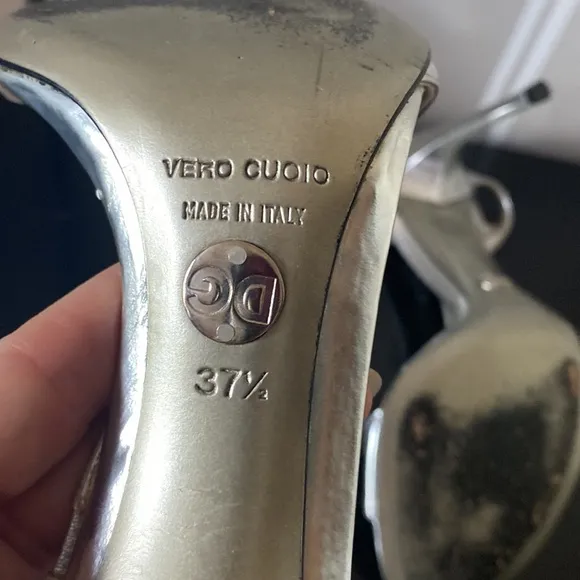 VERO CUOIO
MADE IN ITALY
DG
37½